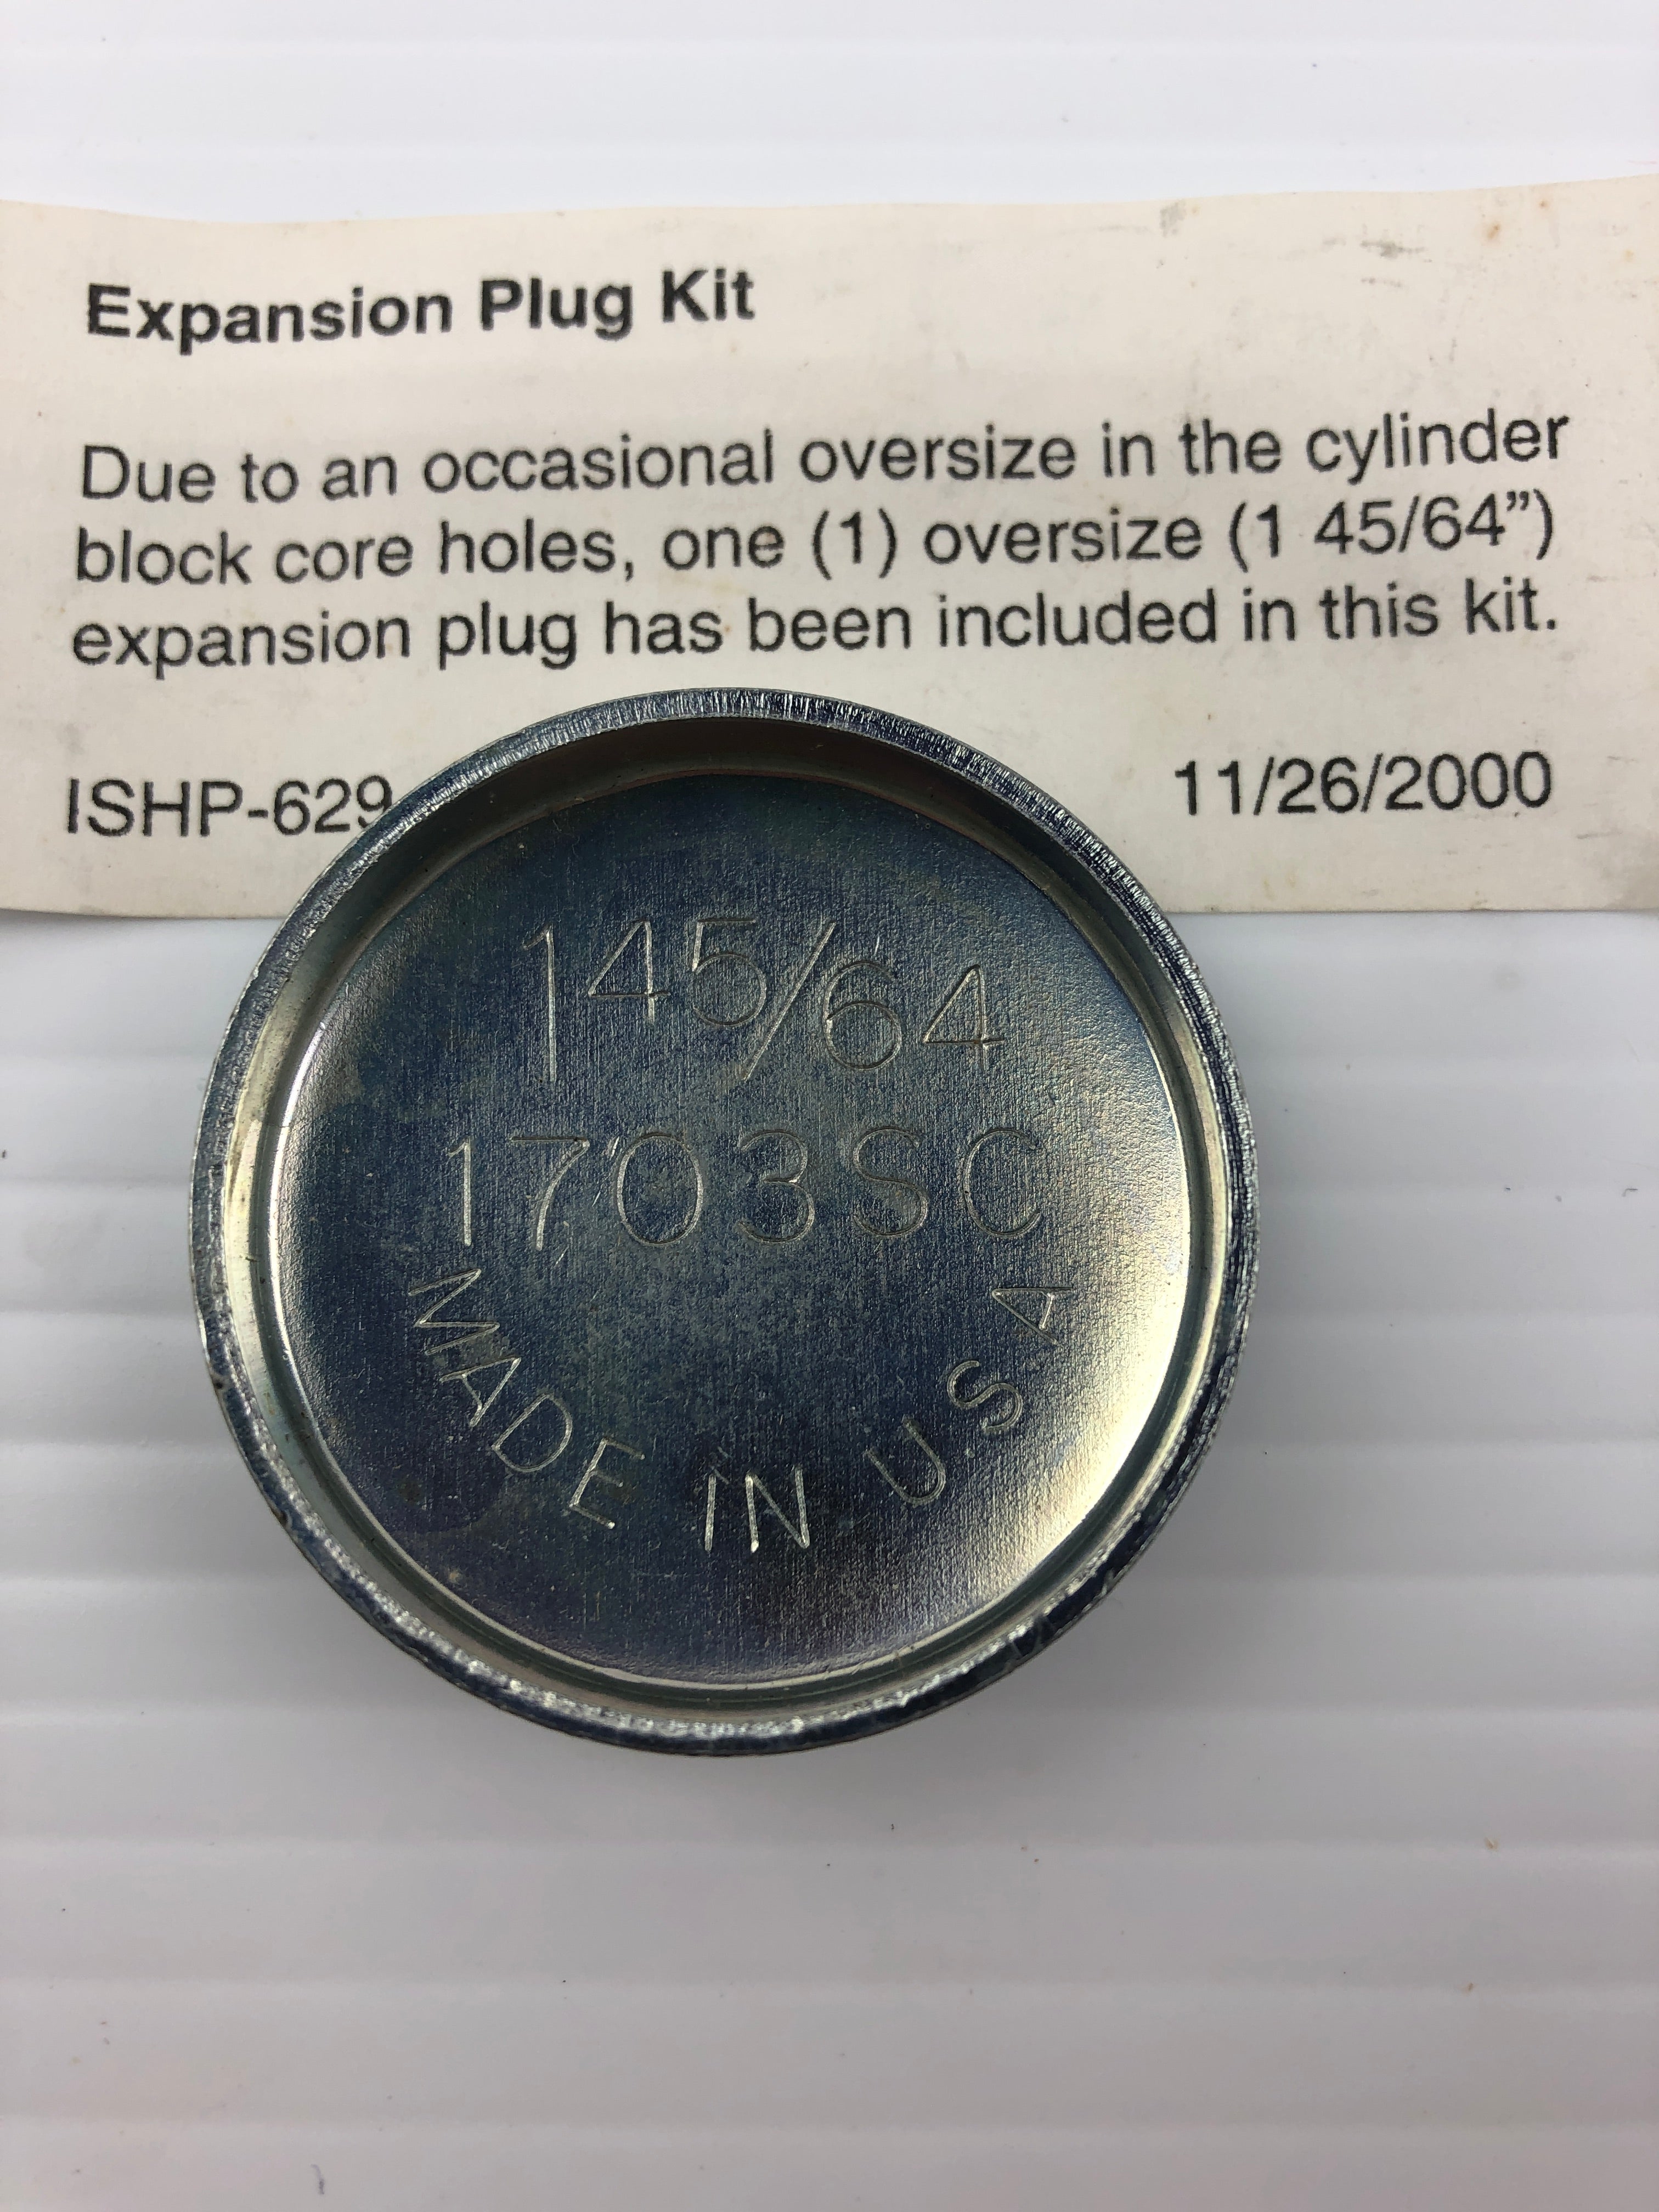 Expansion Plug Kit
Due to an occasional oversize in the cylinder
block core holes, one (1) oversize (1 45/64”)
expansion plug has been included in this kit.
ISHP-629 11/26/2000
1 45/64
1703SC
MADE IN USA